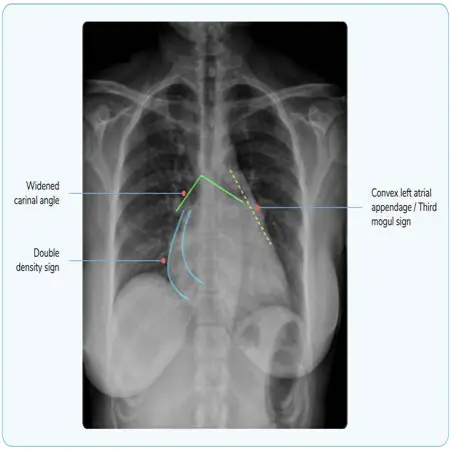 Widened
carinal angle
Double
density sign
Convex left atrial
appendage / Third
mogul sign